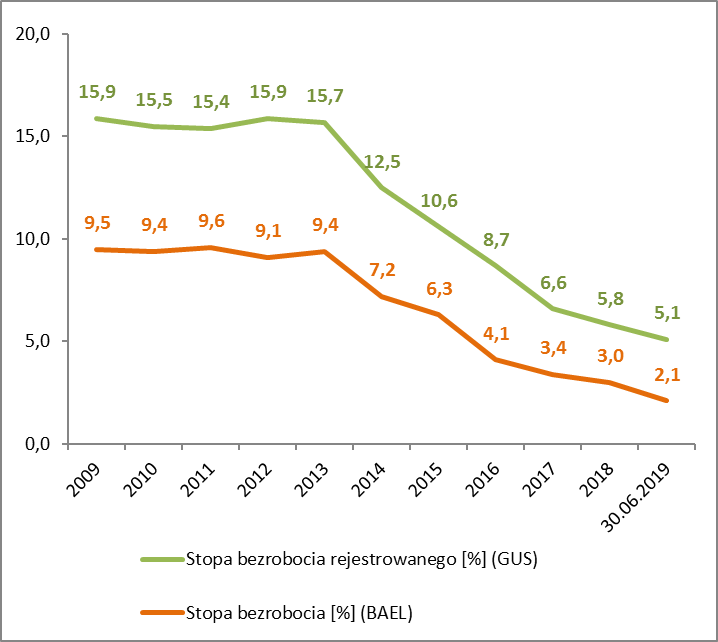 20,0
15,0
10,0
5,0
0,0
15,9 15,5 15,4 15,9 15,7 12,5 10,6 8,7 6,6 5,8 5,1
9,5 9,4 9,6 9,1 9,4 7,2 6,3 4,1 3,4 3,0 2,1
2009 2010 2011 2012 2013 2014 2015 2016 2017 2018 30.06.2019
Stopa bezrobocia rejestrowanego [%] (GUS)
Stopa bezrobocia [%] (BAEL)